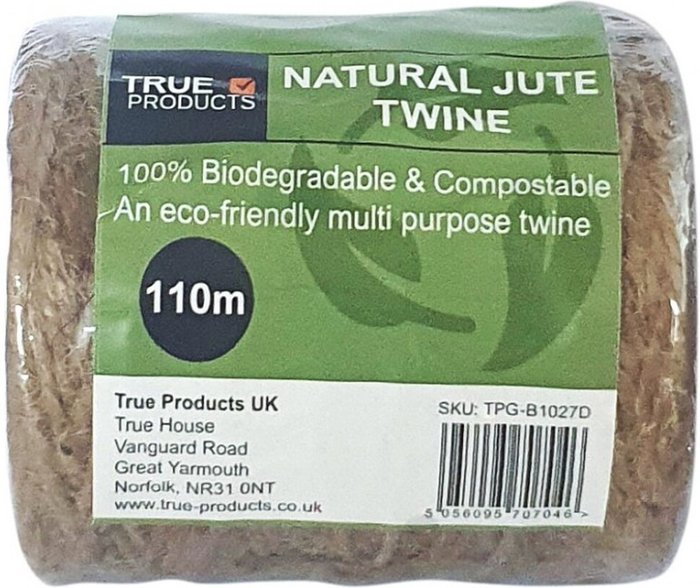 TRUE
PRODUCTS
NATURAL JUTE
TWINE
100% Biodegradable & Compostable
An eco-friendly multi purpose twine
110m
True Products UK
True House
Vanguard Road
Great Yarmouth
Norfolk, NR31 0NT
www.true-products.co.uk
SKU: TPG-B1027D
5 056095 707046 >